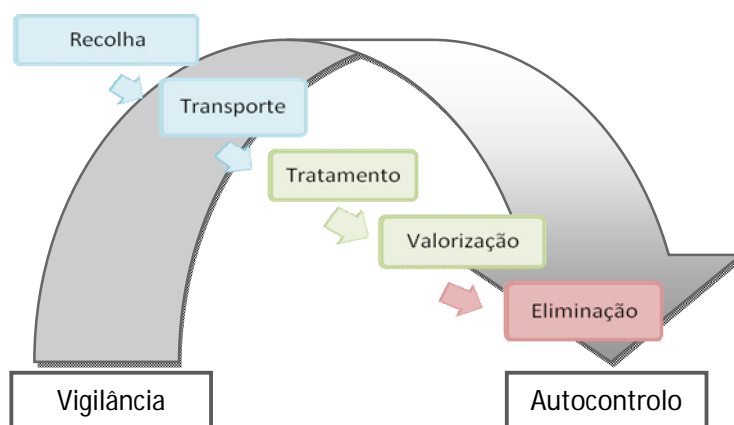 Recolha
Transporte
Tratamento
Valorização
Eliminação
Vigilância
Autocontrolo